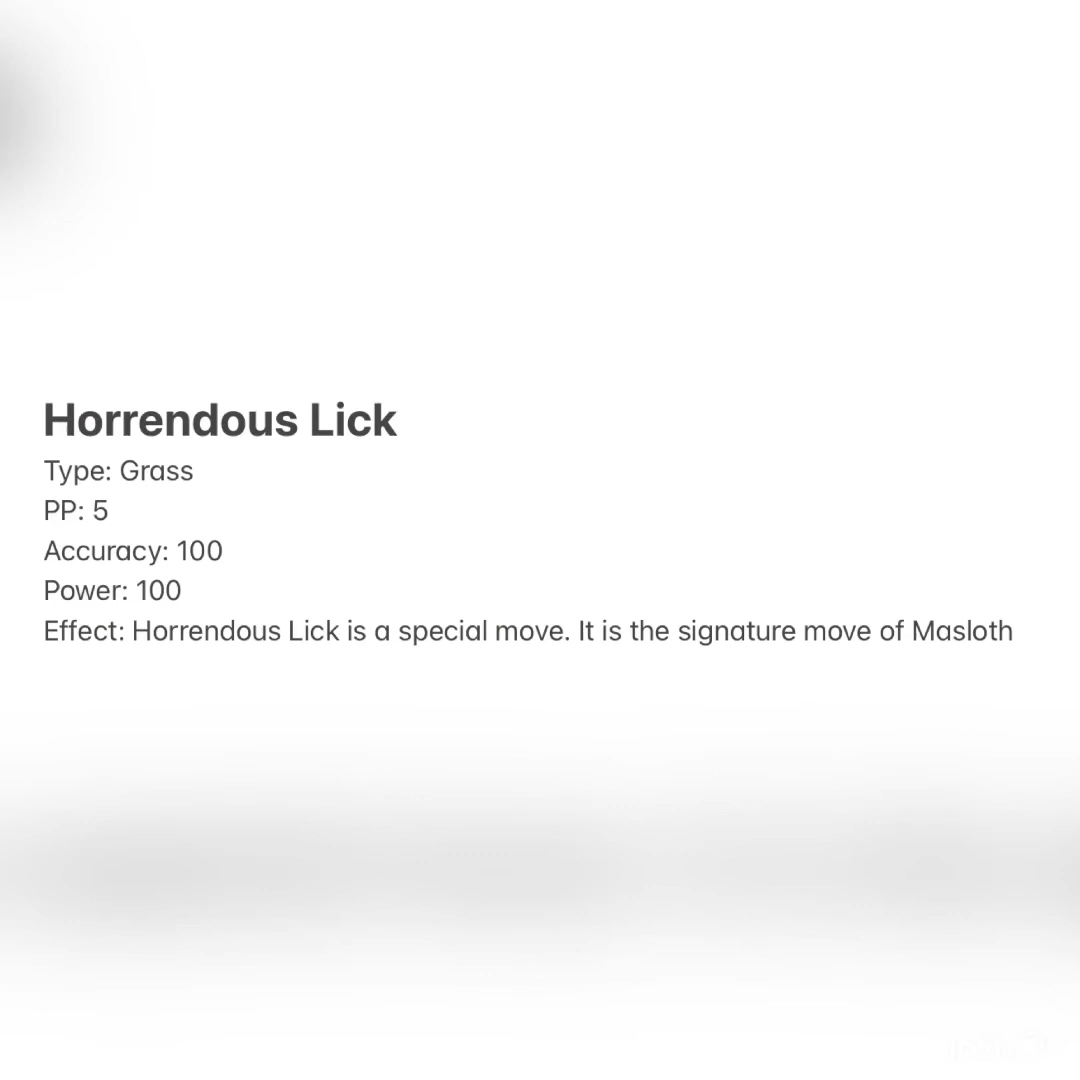 Horrendous Lick
Type: Grass
PP: 5
Accuracy: 100
Power: 100
Effect: Horrendous Lick is a special move. It is the signature move of Masloth